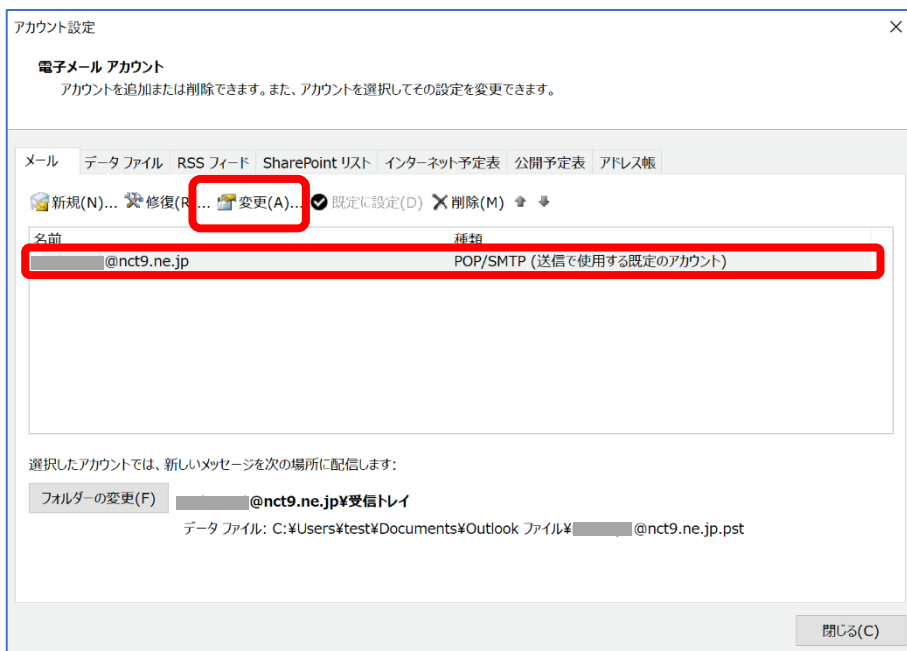 アカウント設定
電子メール アカウント
アカウントを追加または削除できます。また、アカウントを選択してその設定を変更できます。
メール データ ファイル RSS フィード SharePoint リスト インターネット予定表 公開予定表 アドレス帳
新規(N)... 修復(R ... 変更(A)... 既定に設定(D) 削除(M)
名前 種類
@nct9.ne.jp POP/SMTP (送信で使用する既定のアカウント)
選択したアカウントでは、新しいメッセージを次の場所に配信します:
フォルダーの変更(F) @nct9.ne.jp¥受信トレイ
データ ファイル: C:¥Users¥test¥Documents¥Outlook ファイル¥ @nct9.ne.jp.pst
閉じる(C)